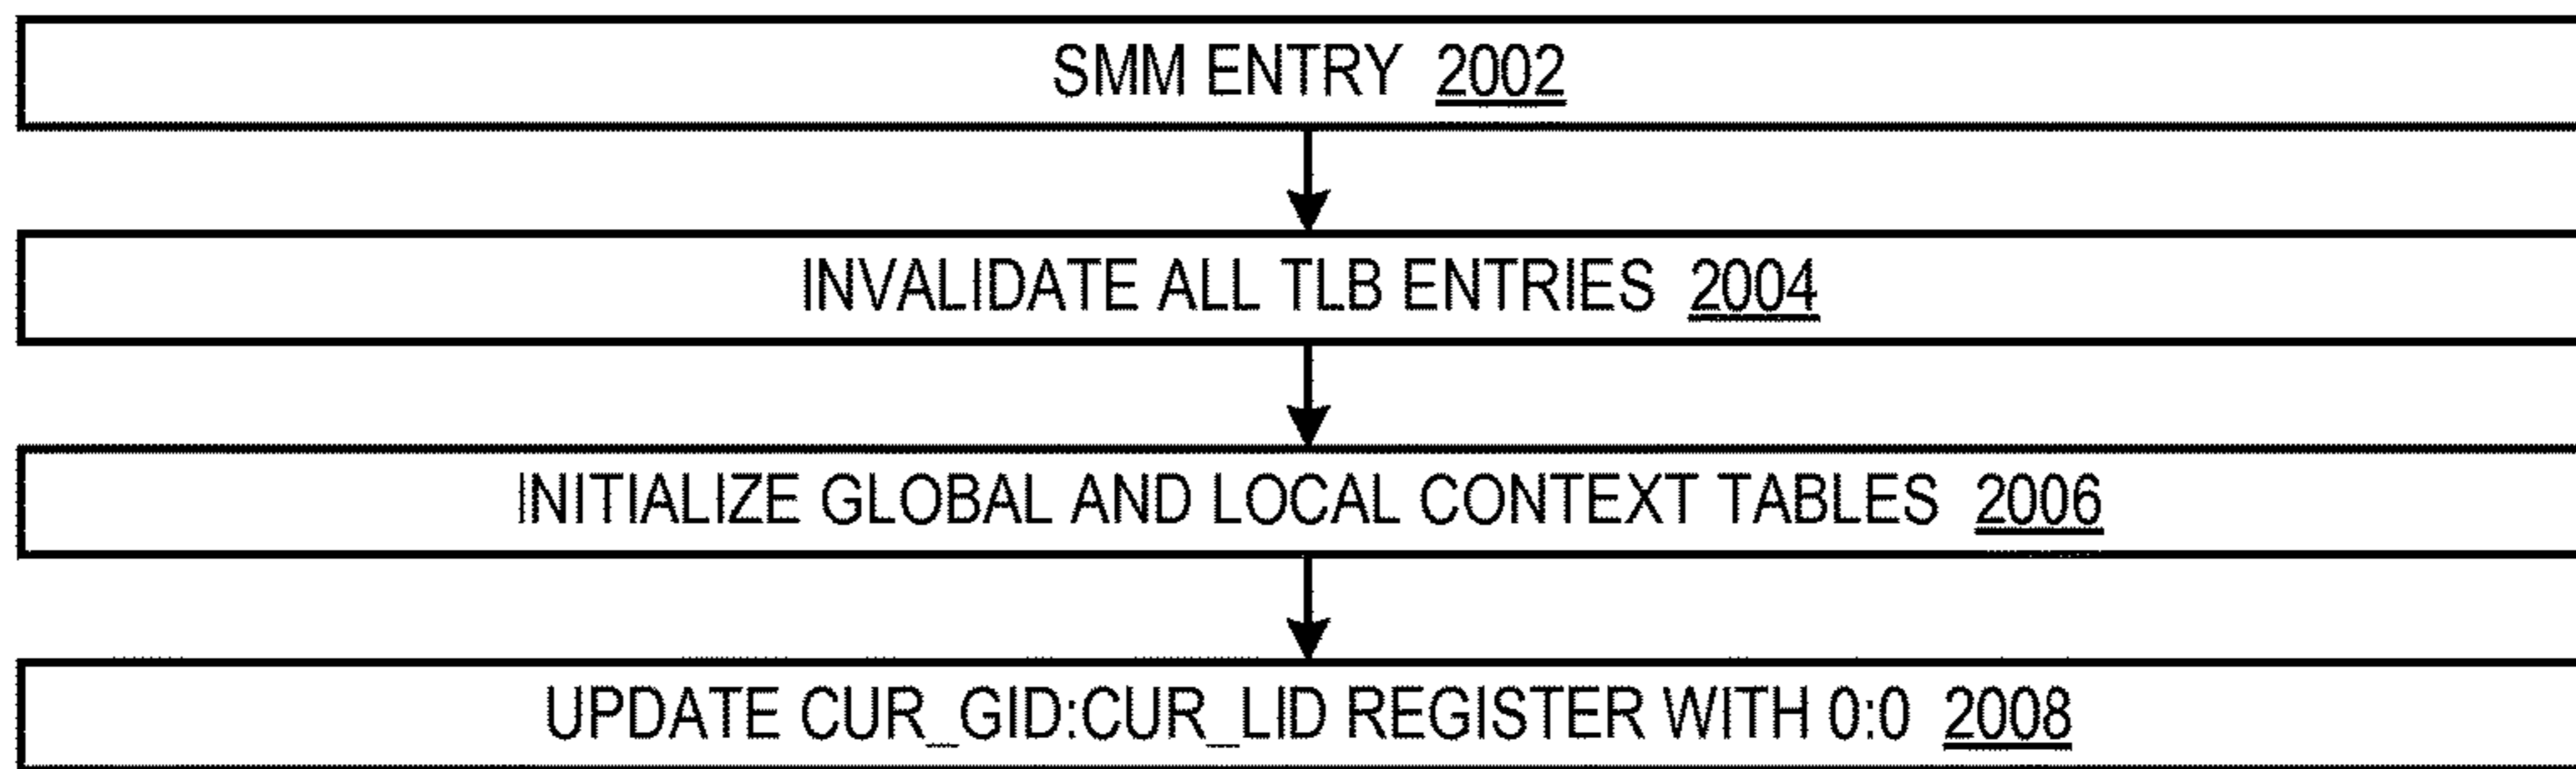 SMM ENTRY 2002
INVALIDATE ALL TLB ENTRIES 2004
INITIALIZE GLOBAL AND LOCAL CONTEXT TABLES 2006
UPDATE CUR_GID:CUR_LID REGISTER WITH 0:0 2008